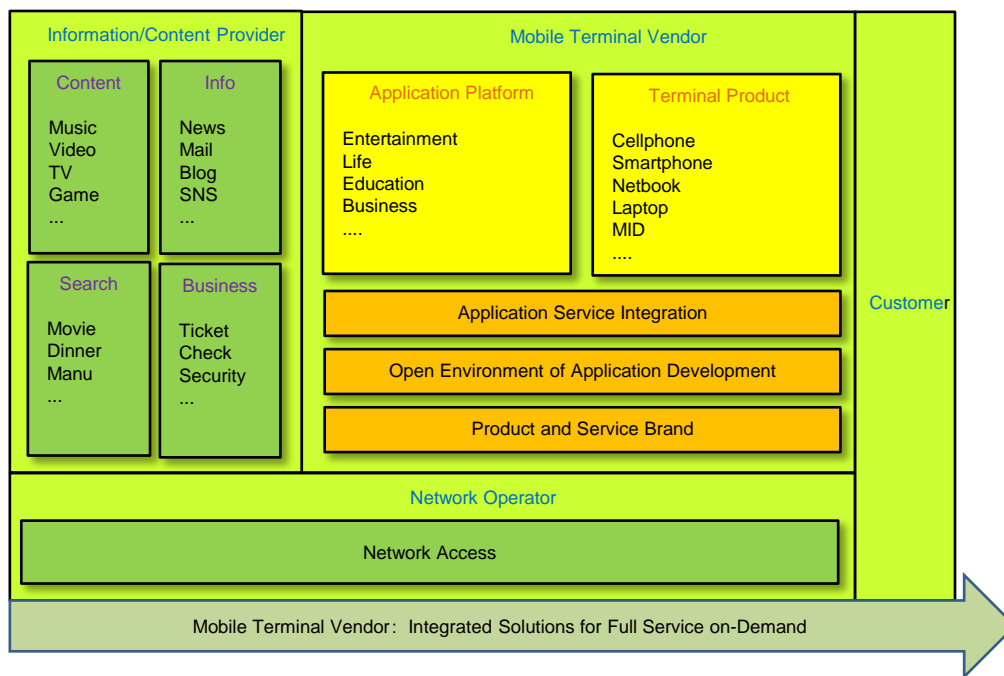 Information/Content Provider
Content
Music
Video
TV
Game
...
Info
News
Mail
Blog
SNS
...
Search
Movie
Dinner
Manu
...
Business
Ticket
Check
Security
...
Mobile Terminal Vendor
Application Platform
Entertainment
Life
Education
Business
....
Terminal Product
Cellphone
Smartphone
Netbook
Laptop
MID
....
Application Service Integration
Open Environment of Application Development
Product and Service Brand
Customer
Network Operator
Network Access
Mobile Terminal Vendor： Integrated Solutions for Full Service on-Demand